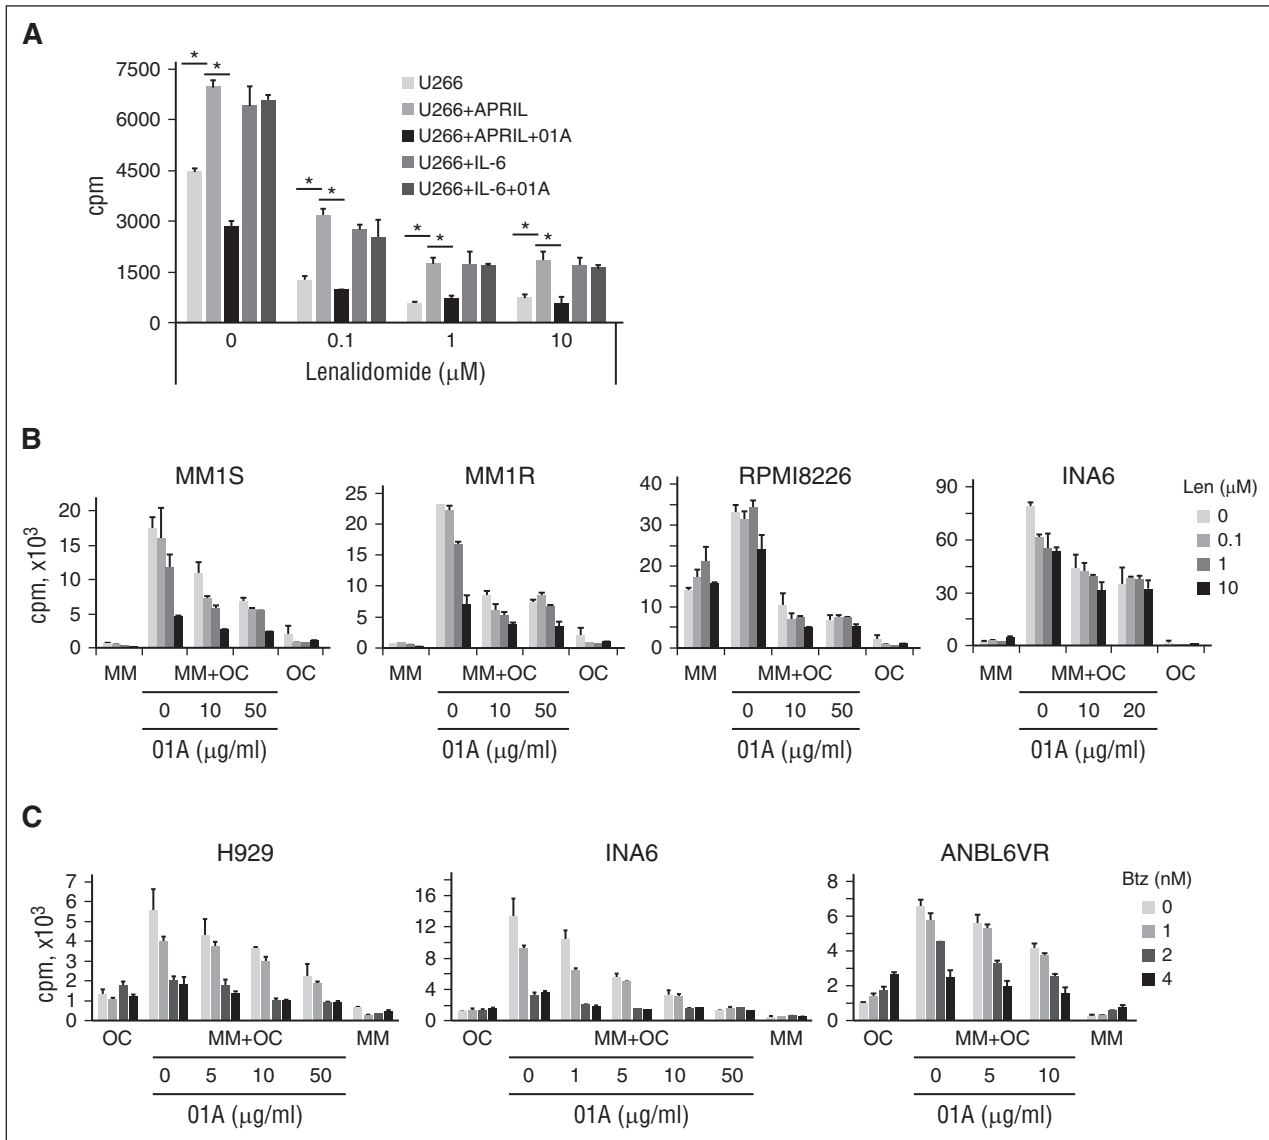 A
7500
6000
4500
3000
1500
0
cpm
* *
* *
* *
* *
U266
U266+APRIL
U266+APRIL+01A
U266+IL-6
U266+IL-6+01A
0 0.1 1 10
Lenalidomide (μM)
B
MM1S
20
15
10
5
0
cpm, x10³
MM MM+OC OC
0 10 50
01A (μg/ml)
MM1R
25
20
15
10
5
0
MM MM+OC OC
0 10 50
01A (μg/ml)
RPMI8226
40
30
20
10
0
MM MM+OC OC
0 10 50
01A (μg/ml)
INA6
90
60
30
0
MM MM+OC OC
0 10 20
01A (μg/ml)
Len (μM)
0
0.1
1
10
C
H929
7
6
5
4
3
2
1
0
cpm, x10³
OC MM+OC MM
0 5 10 50
01A (μg/ml)
INA6
16
12
8
4
0
OC MM+OC MM
0 1 5 10 50
01A (μg/ml)
ANBL6VR
8
6
4
2
0
OC MM+OC MM
0 5 10
01A (μg/ml)
Btz (nM)
0
1
2
4